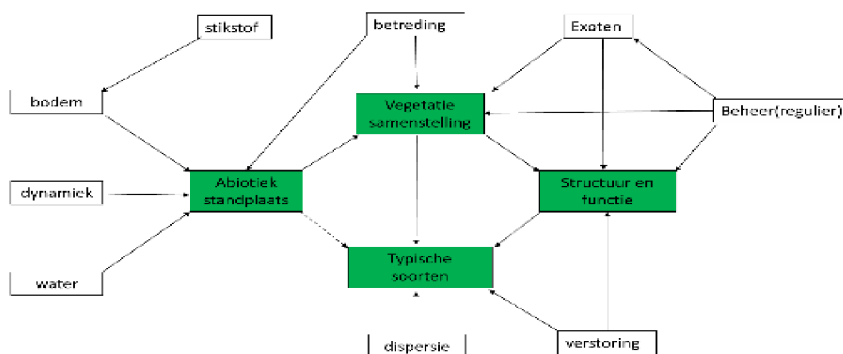 stikstof
betreding
Exoten
bodem
Vegetatie
samenstelling
Beheer(regulier)
dynamiek
Abiotiek
standplaats
Structuur en
functie
water
Typische
soorten
dispersie
verstoring